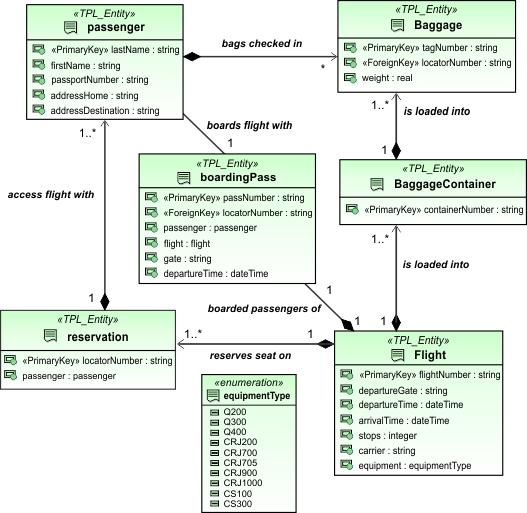 «TPL_Entity»
passenger
«PrimaryKey» lastName : string
firstName : string
passportNumber : string
addressHome : string
addressDestination : string
«TPL_Entity»
Baggage
«PrimaryKey» tagNumber : string
«ForeignKey» locatorNumber : string
weight : real
bags checked in
*
1..*
is loaded into
1
1..*
boards flight with
1
access flight with
«TPL_Entity»
boardingPass
«PrimaryKey» passNumber : string
«ForeignKey» locatorNumber : string
passenger : passenger
flight : flight
gate : string
departureTime : dateTime
«TPL_Entity»
BaggageContainer
«PrimaryKey» containerNumber : string
1..*
is loaded into
1
1
boarded passengers of
1
1
«TPL_Entity»
reservation
«PrimaryKey» locatorNumber : string
passenger : passenger
1..*
reserves seat on
1
«TPL_Entity»
Flight
«PrimaryKey» flightNumber : string
departureGate : string
departureTime : dateTime
arrivalTime : dateTime
stops : integer
carrier : string
equipment : equipmentType
«enumeration»
equipmentType
Q200
Q300
Q400
CRJ200
CRJ700
CRJ705
CRJ900
CRJ1000
CS100
CS300